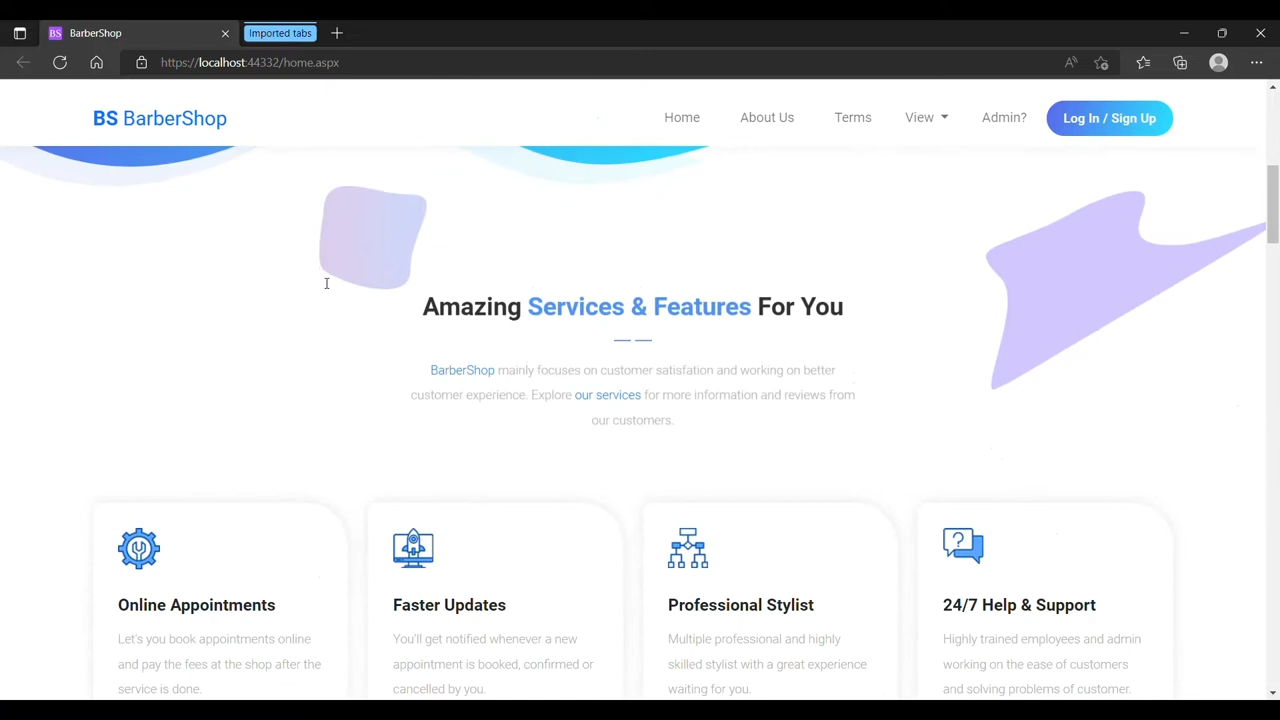 BS BarberShop
Imported tabs
https://localhost:44332/home.aspx
BS BarberShop
Home
About Us
Terms
View
Admin?
Log In / Sign Up
Amazing Services & Features For You
BarberShop mainly focuses on customer satisfaction and working on better
customer experience. Explore our services for more information and reviews from
our customers.
Online Appointments
Let's you book appointments online
and pay the fees at the shop after the
service is done.
Faster Updates
You'll get notified whenever a new
appointment is booked, confirmed or
cancelled by you.
Professional Stylist
Multiple professional and highly
skilled stylist with a great experience
waiting for you.
24/7 Help & Support
Highly trained employees and admin
working on the ease of customers
and solving problems of customer.